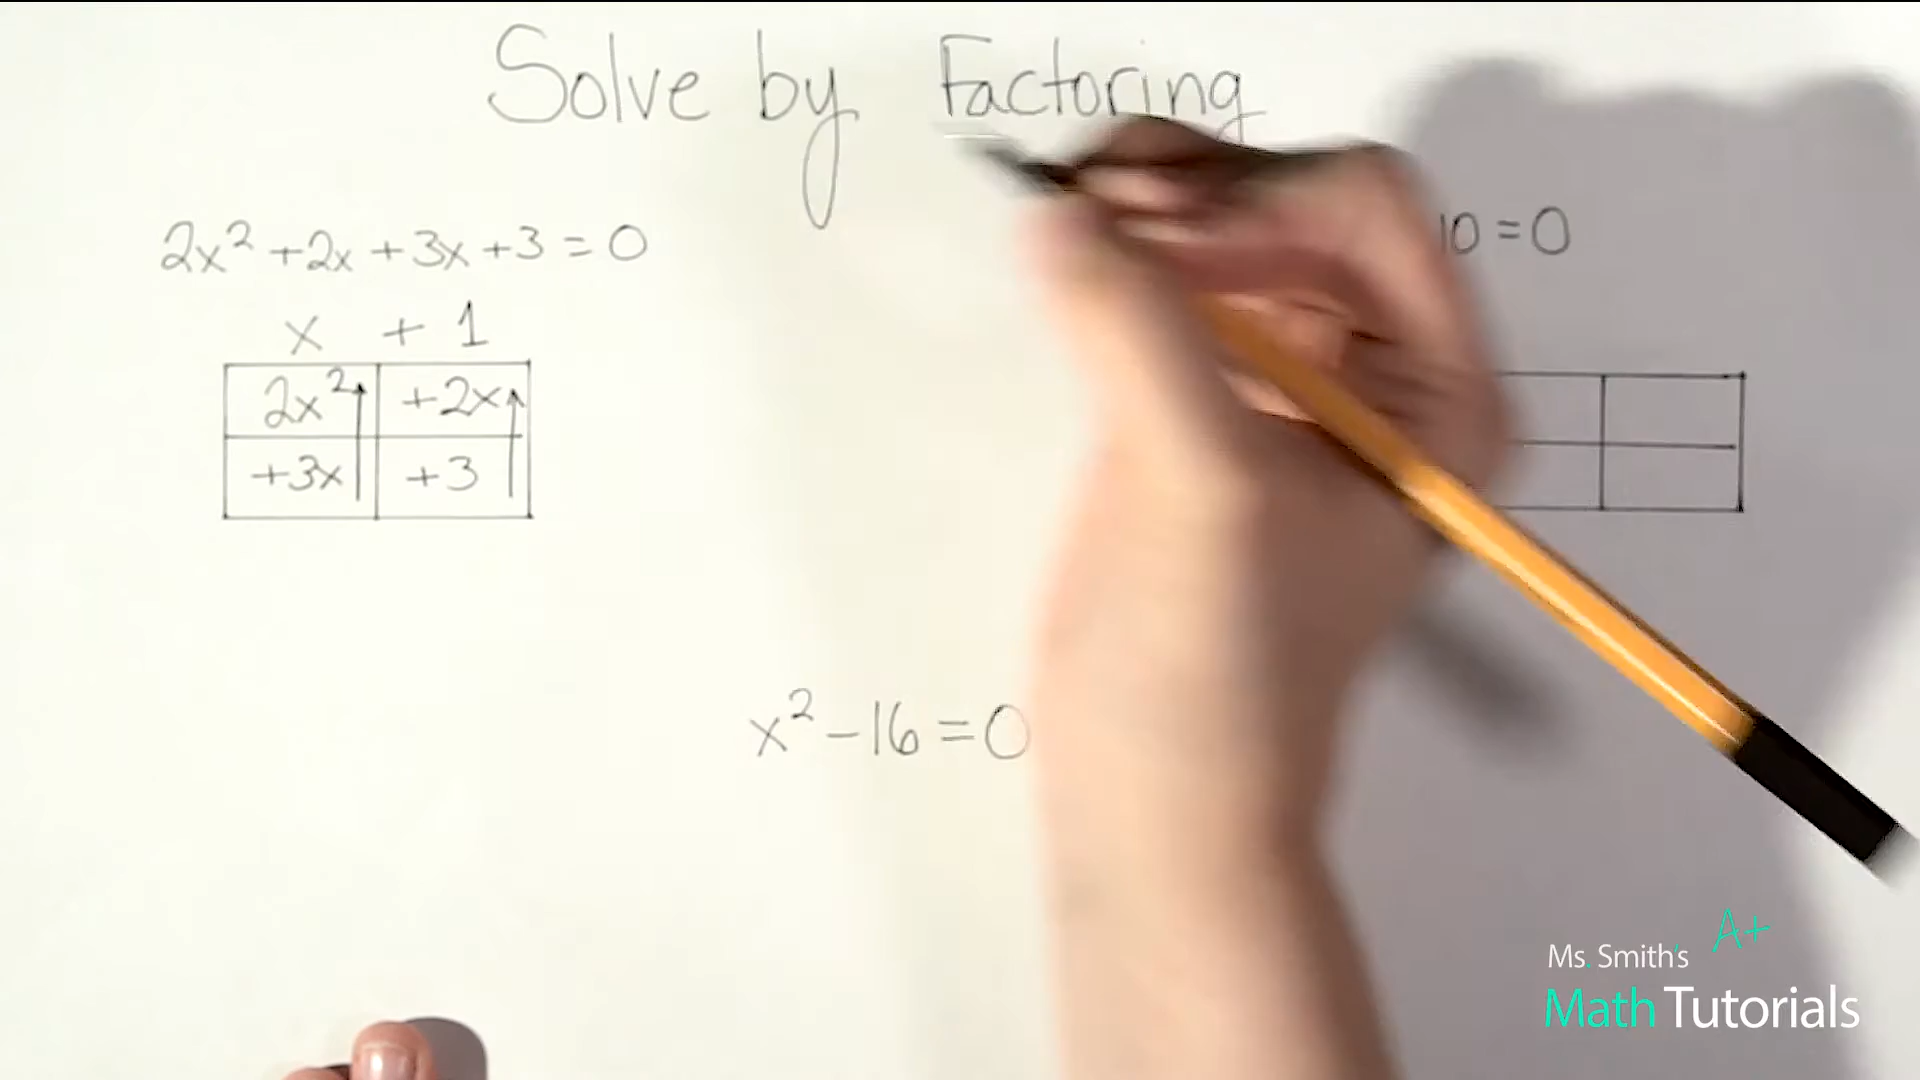 Solve by Factoring
2x² +2x +3x +3 = 0
10 = 0
x + 1
2x² +2x
+3x +3
x² - 16 = 0
A+
Ms. Smith's
Math Tutorials